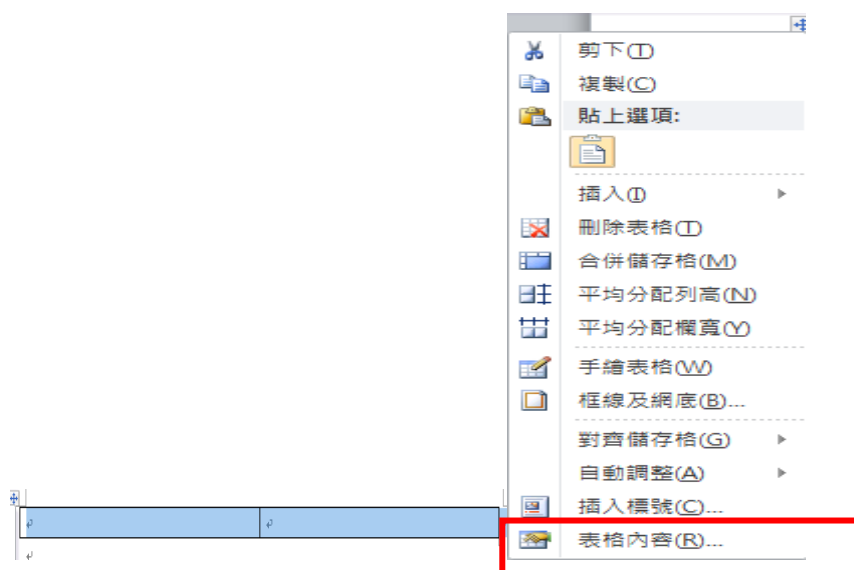 剪下(T)
複製(C)
貼上選項:
插入(I)
刪除表格(T)
合併儲存格(M)
平均分配列高(N)
平均分配欄寬(Y)
手繪表格(W)
框線及網底(B)...
對齊儲存格(G)
自動調整(A)
插入標號(C)...
表格內容(R)...